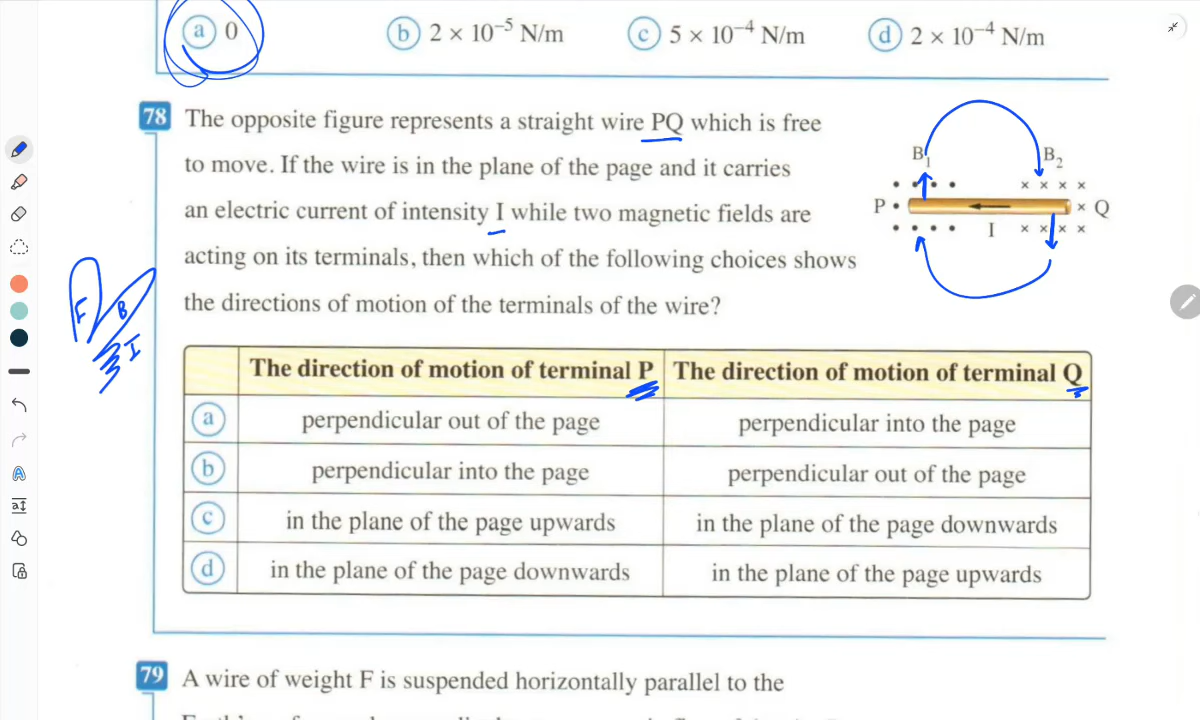 a 0 b 2 × 10⁻⁵ N/m c 5 × 10⁻⁴ N/m d 2 × 10⁻⁴ N/m
78 The opposite figure represents a straight wire PQ which is free
to move. If the wire is in the plane of the page and it carries
an electric current of intensity I while two magnetic fields are
acting on its terminals, then which of the following choices shows
the directions of motion of the terminals of the wire?
B₁ B₂
P Q
I
F B
I
The direction of motion of terminal P The direction of motion of terminal Q
a perpendicular out of the page perpendicular into the page
b perpendicular into the page perpendicular out of the page
c in the plane of the page upwards in the plane of the page downwards
d in the plane of the page downwards in the plane of the page upwards
79 A wire of weight F is suspended horizontally parallel to the